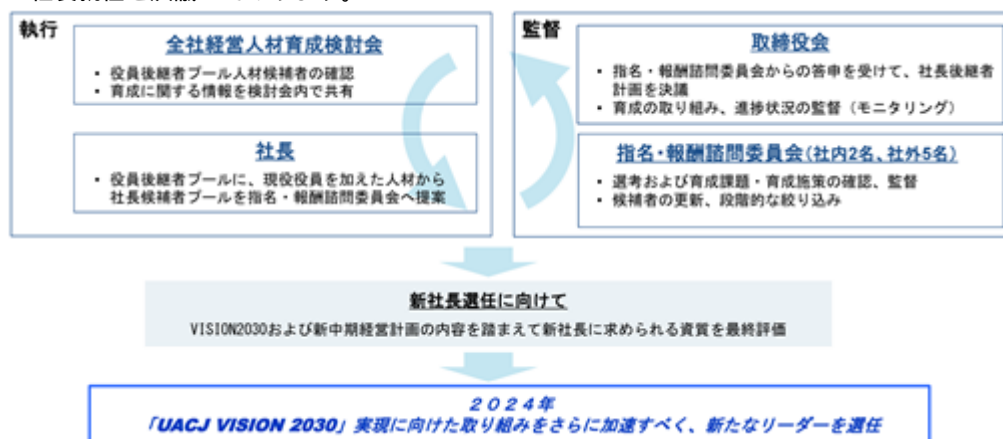 執行
全社経営人材育成検討会
・ 役員後継者プール人材候補者の確認
・ 育成に関する情報を検討会内で共有
社長
・ 役員後継者プールに、現役役員を加えた人材から
社長候補者プールを指名・報酬諮問委員会へ提案
監督
取締役会
・ 指名・報酬諮問委員会からの答申を受けて、社長後継者
計画を決議
・ 育成の取り組み、進捗状況の監督（モニタリング）
指名・報酬諮問委員会（社内2名、社外5名）
・ 選考および育成課題・育成施策の確認、監督
・ 候補者の更新、段階的な絞り込み
新社長選任に向けて
VISION2030および新中期経営計画の内容を踏まえて新社長に求められる資質を最終評価
２０２４年
「UACJ VISION 2030」実現に向けた取り組みをさらに加速すべく、新たなリーダーを選任